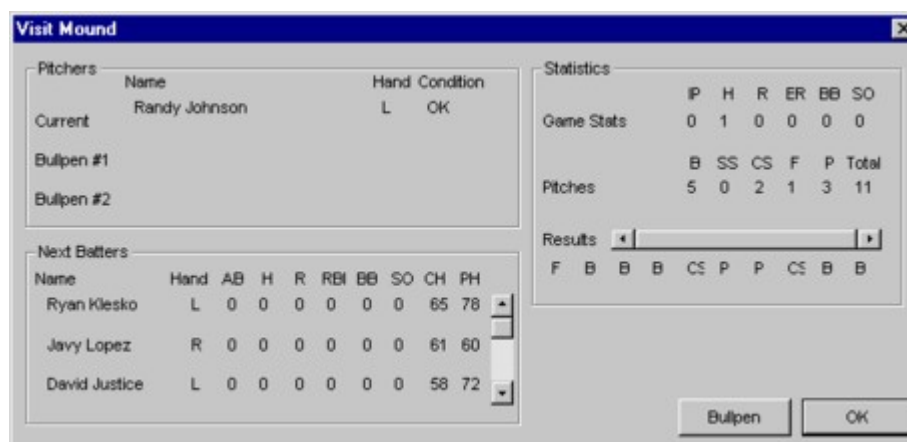 Visit Mound
Pitchers
Name Hand Condition
Current Randy Johnson L OK
Bullpen #1
Bullpen #2
Next Batters
Name Hand AB H R RBI BB SO CH PH
Ryan Klesko L 0 0 0 0 0 0 65 78
Javy Lopez R 0 0 0 0 0 0 61 60
David Justice L 0 0 0 0 0 0 58 72
Statistics
IP H R ER BB SO
Game Stats 0 1 0 0 0 0
B SS CS F P Total
Pitches 5 0 2 1 3 11
Results
F B B B CS P P CS B B
Bullpen OK